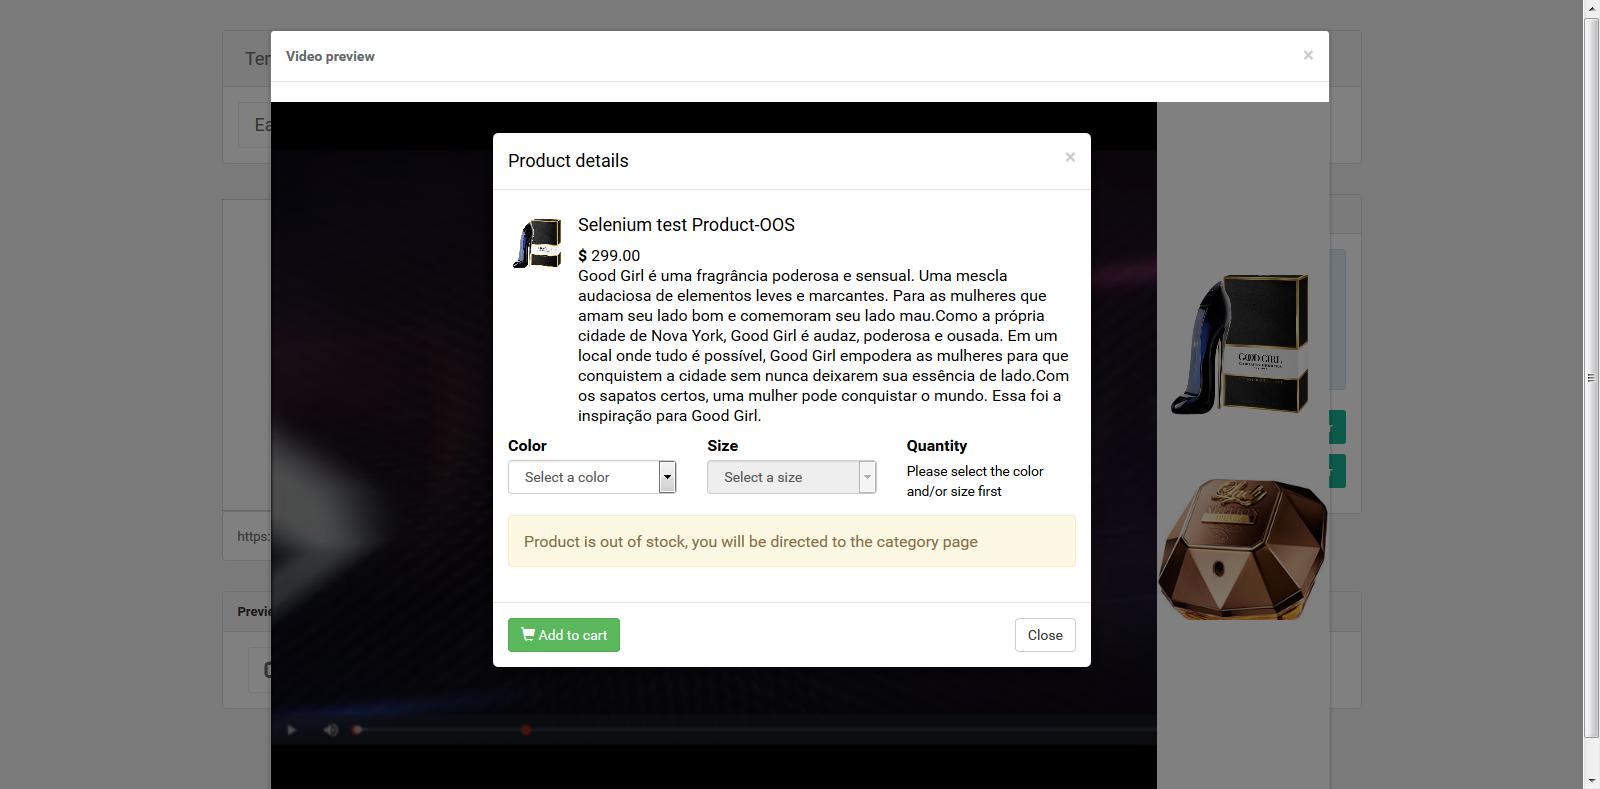 Ter
Video preview
×
Ea
Product details
×
Selenium test Product-OOS
$ 299.00
Good Girl é uma fragrância poderosa e sensual. Uma mescla
audaciosa de elementos leves e marcantes. Para as mulheres que
amam seu lado bom e comemoram seu lado mau.Como a própria
cidade de Nova York, Good Girl é audaz, poderosa e ousada. Em um
local onde tudo é possível, Good Girl empodera as mulheres para que
conquistem a cidade sem nunca deixarem sua essência de lado.Com
os sapatos certos, uma mulher pode conquistar o mundo. Essa foi a
inspiração para Good Girl.
Color
Size
Quantity
Select a color
Select a size
Please select the color
and/or size first
Product is out of stock, you will be directed to the category page
Add to cart
Close
GOOD GIRL
CAROLINA HERRERA
https:
Previe